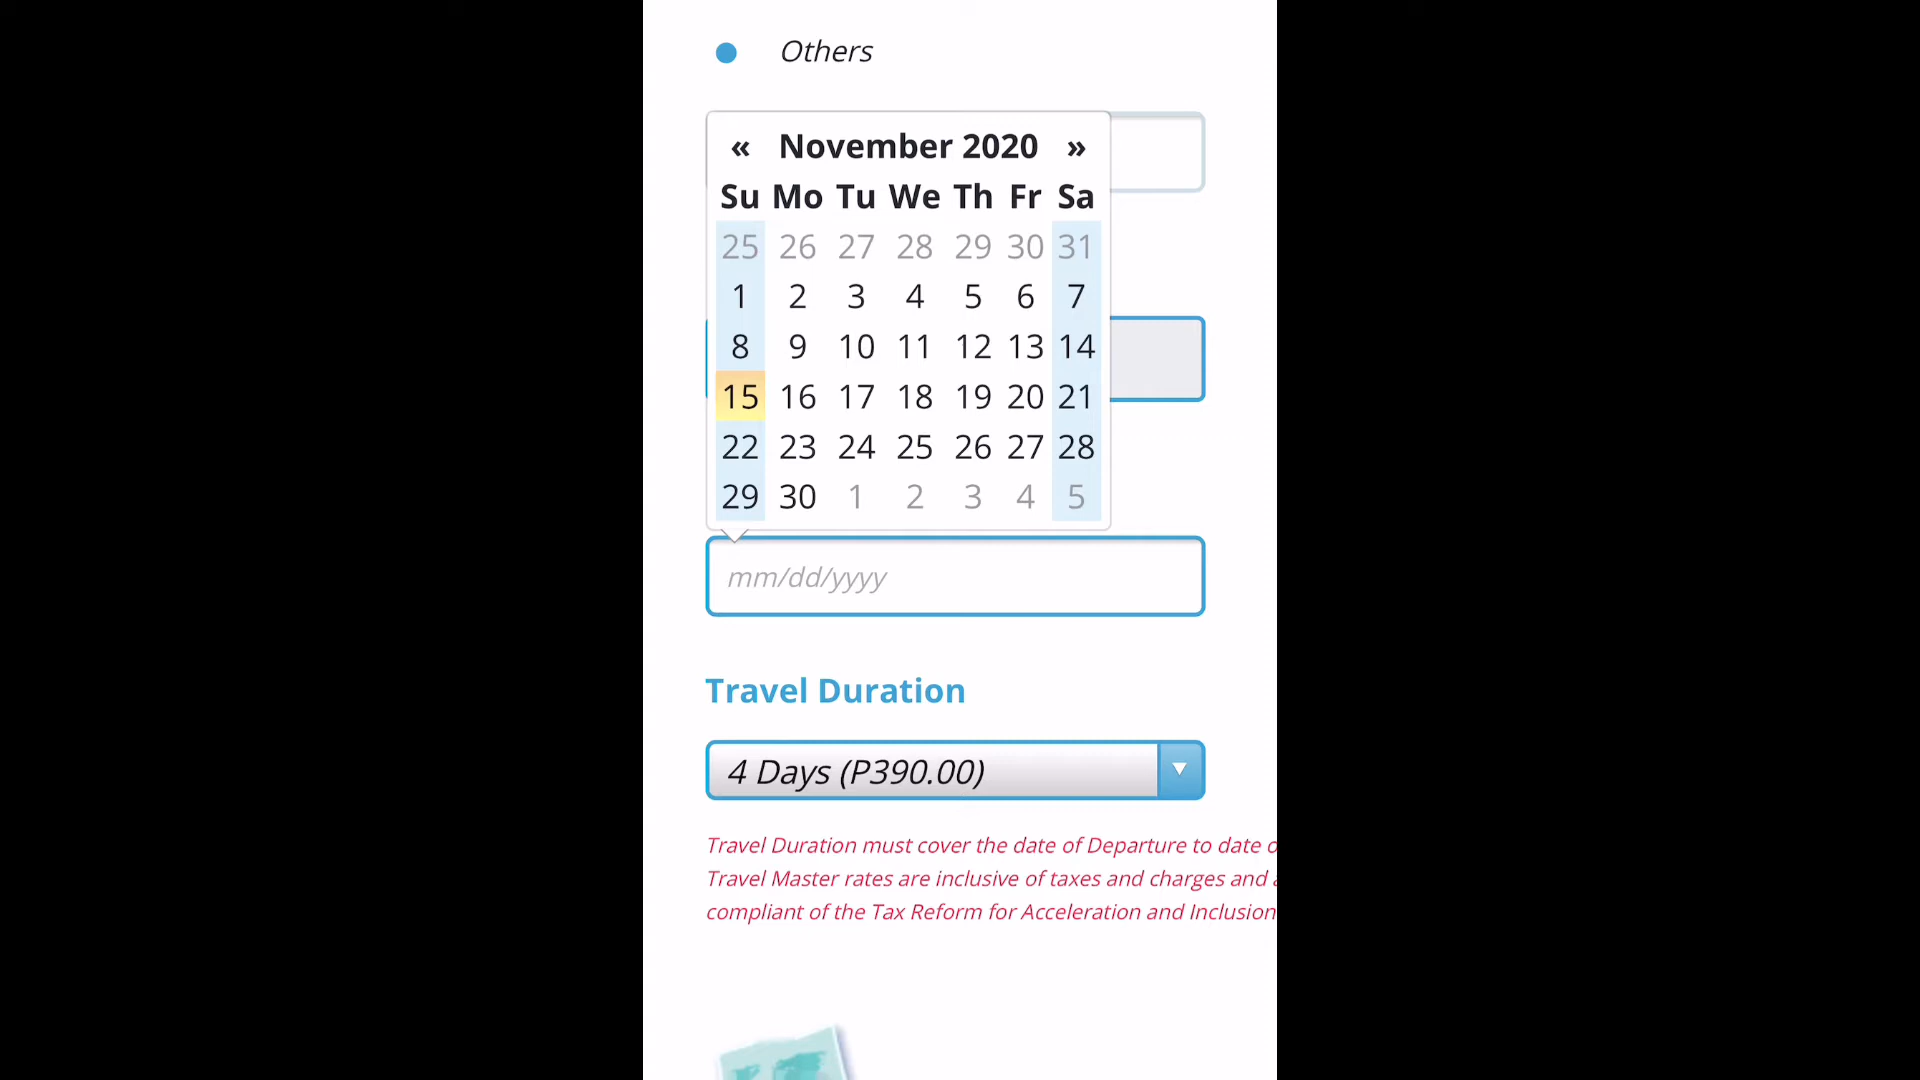 Others
« November 2020 »
Su Mo Tu We Th Fr Sa
25 26 27 28 29 30 31
1 2 3 4 5 6 7
8 9 10 11 12 13 14
15 16 17 18 19 20 21
22 23 24 25 26 27 28
29 30 1 2 3 4 5
mm/dd/yyyy
Travel Duration
4 Days (P390.00)
Travel Duration must cover the date of Departure to date
Travel Master rates are inclusive of taxes and charges and
compliant of the Tax Reform for Acceleration and Inclusion